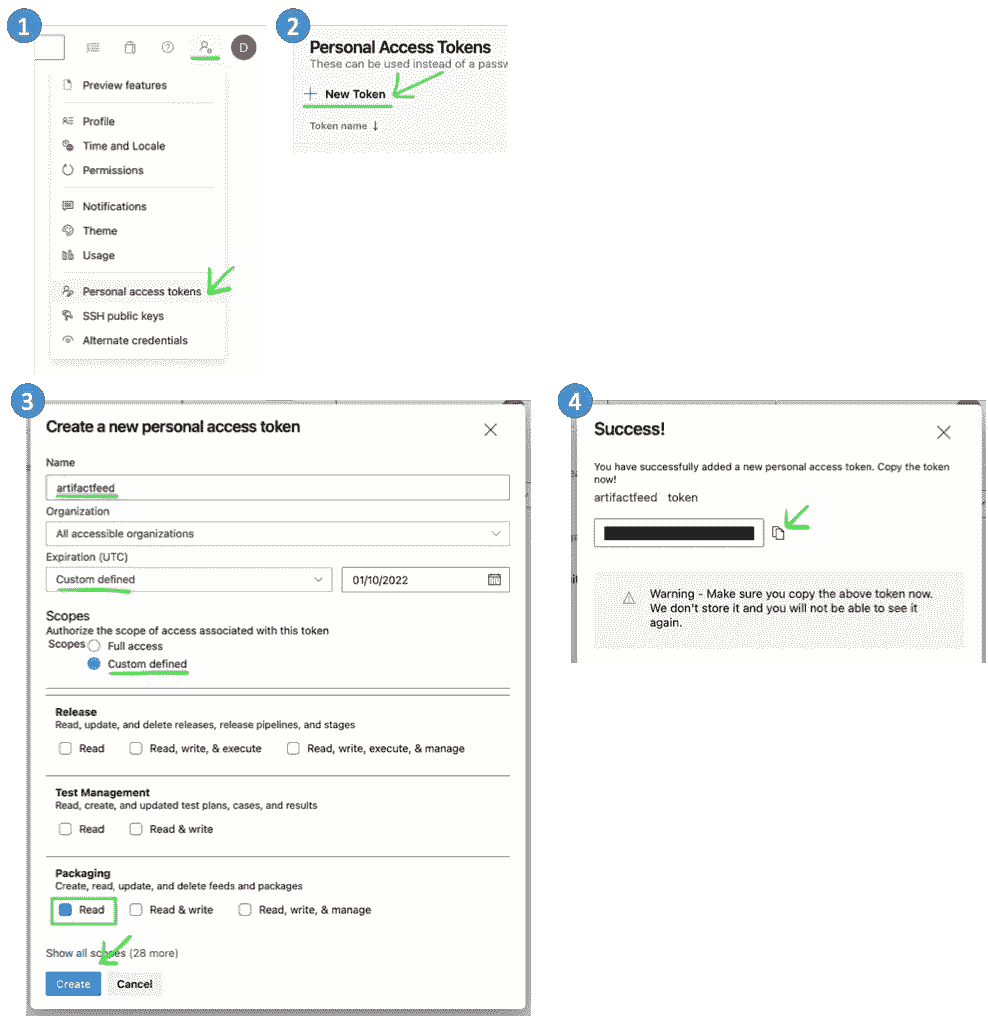 1
D
Preview features
Profile
Time and Locale
Permissions
Notifications
Theme
Usage
Personal access tokens
SSH public keys
Alternate credentials
2
Personal Access Tokens
These can be used instead of a passw
New Token
Token name ↓
3
Create a new personal access token
Name
artifactfeed
Organization
All accessible organizations
Expiration (UTC)
Custom defined
01/10/2022
Scopes
Authorize the scope of access associated with this token
Scopes Full access
Custom defined
Release
Read, update, and delete releases, release pipelines, and stages
Read Read, write, & execute Read, write, execute, & manage
Test Management
Read, create, and updated test plans, cases, and results
Read Read & write
Packaging
Create, read, update, and delete feeds and packages
Read Read & write Read, write, & manage
Show all scopes (28 more)
Create Cancel
4
Success!
You have successfully added a new personal access token. Copy the token
now!
artifactfeed token
Warning - Make sure you copy the above token now.
We don't store it and you will not be able to see it
again.